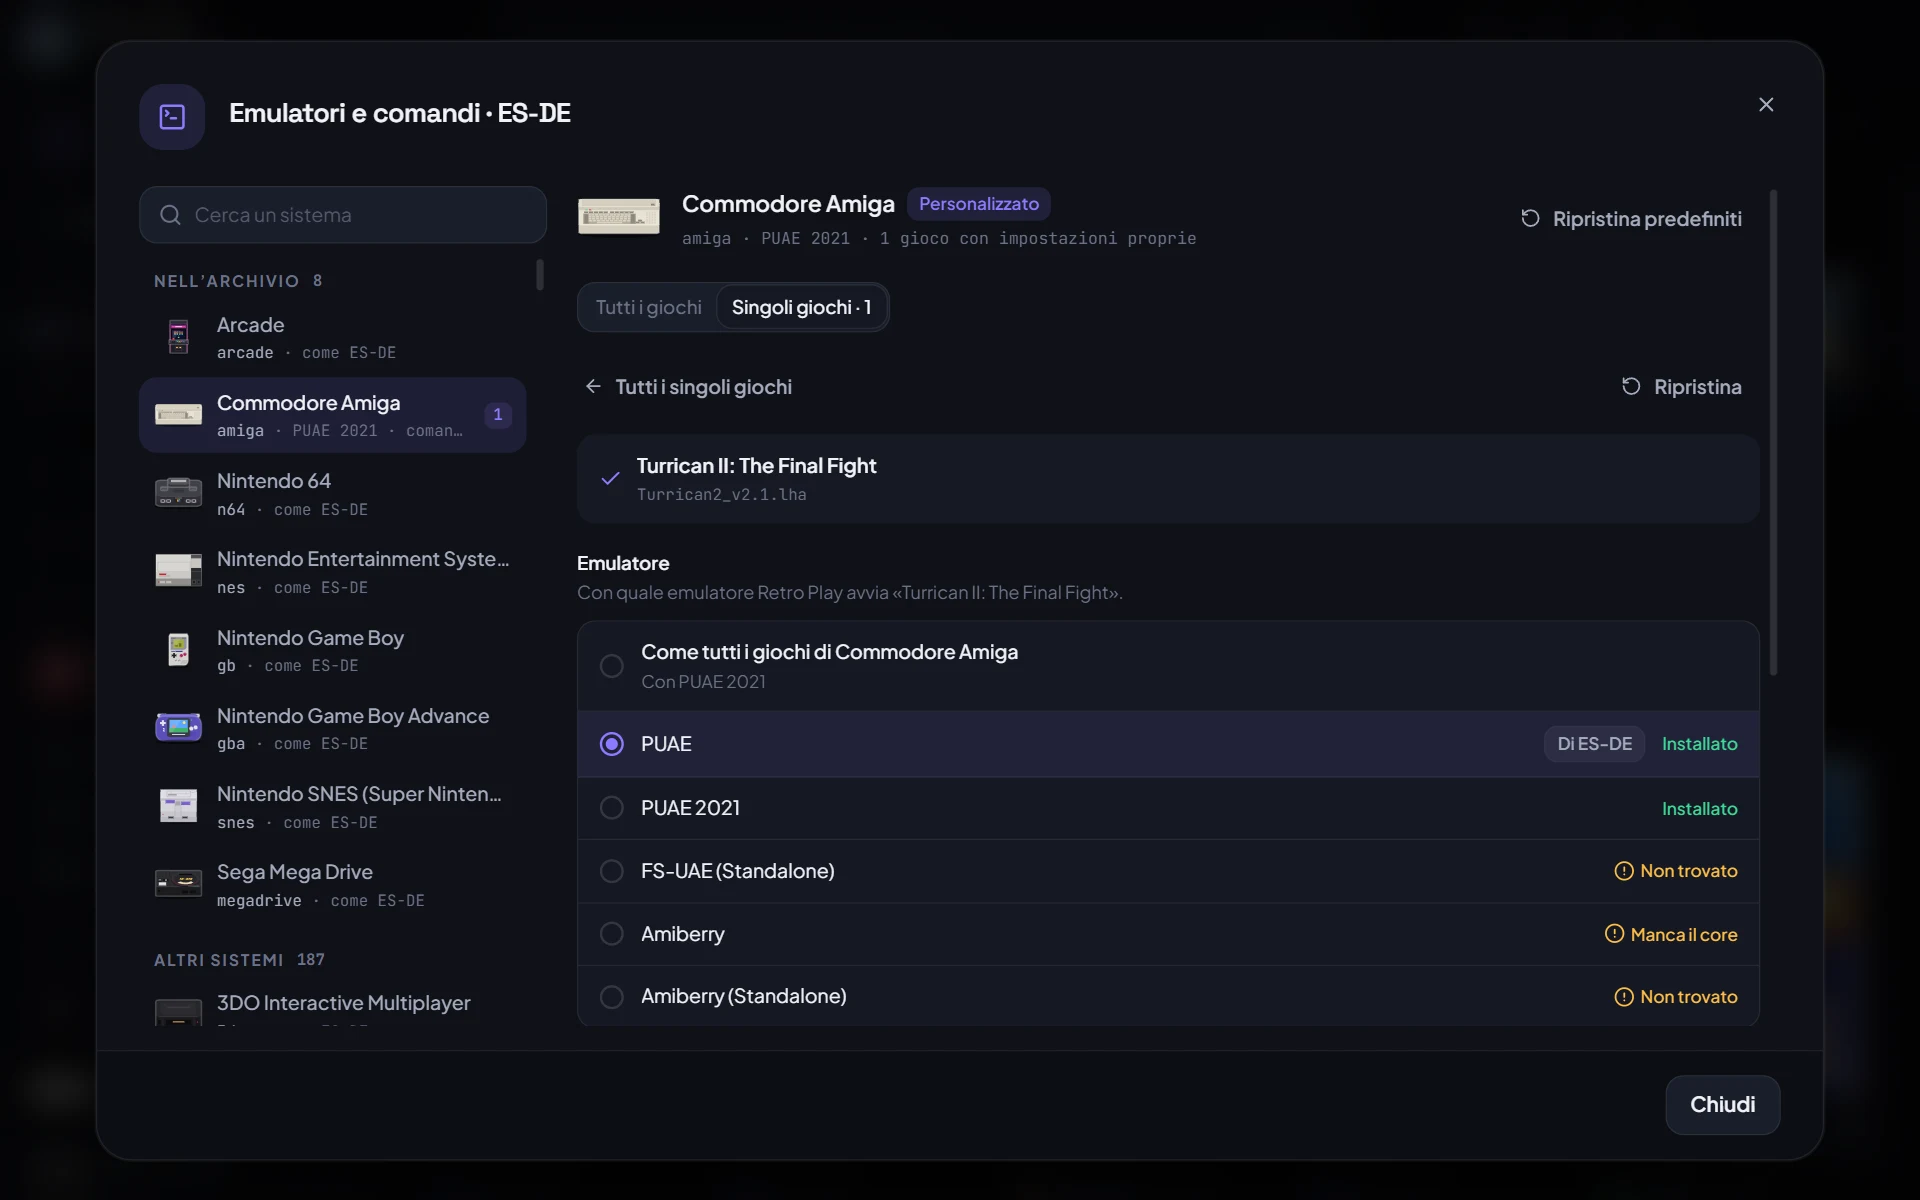 Emulatori e comandi · ES-DE
Cerca un sistema
NELL'ARCHIVIO 8
Arcade
arcade · come ES-DE
Commodore Amiga
amiga · PUAE 2021 · coman…
1
Nintendo 64
n64 · come ES-DE
Nintendo Entertainment Syste…
nes · come ES-DE
Nintendo Game Boy
gb · come ES-DE
Nintendo Game Boy Advance
gba · come ES-DE
Nintendo SNES (Super Ninten…
snes · come ES-DE
Sega Mega Drive
megadrive · come ES-DE
ALTRI SISTEMI 187
3DO Interactive Multiplayer
Commodore Amiga Personalizzato
amiga · PUAE 2021 · 1 gioco con impostazioni proprie
Ripristina predefiniti
Tutti i giochi
Singoli giochi · 1
Tutti i singoli giochi
Ripristina
Turrican II: The Final Fight
Turrican2_v2.1.lha
Emulatore
Con quale emulatore Retro Play avvia «Turrican II: The Final Fight».
Come tutti i giochi di Commodore Amiga
Con PUAE 2021
PUAE Di ES-DE Installato
PUAE 2021 Installato
FS-UAE (Standalone) Non trovato
Amiberry Manca il core
Amiberry (Standalone) Non trovato
Chiudi